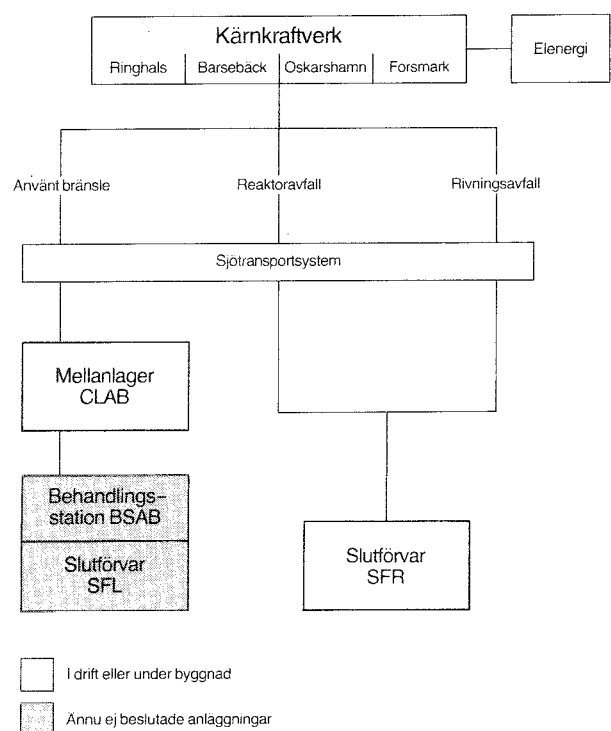 Kärnkraftverk
Ringhals Barsebäck Oskarshamn Forsmark
Elenergi
Använt bränsle
Reaktoravfall
Rivningsavfall
Sjötransportsystem
Mellanlager
CLAB
Behandlings-
station BSAB
Slutförvar
SFL
Slutförvar
SFR
I drift eller under byggnad
Ännu ej beslutade anläggningar